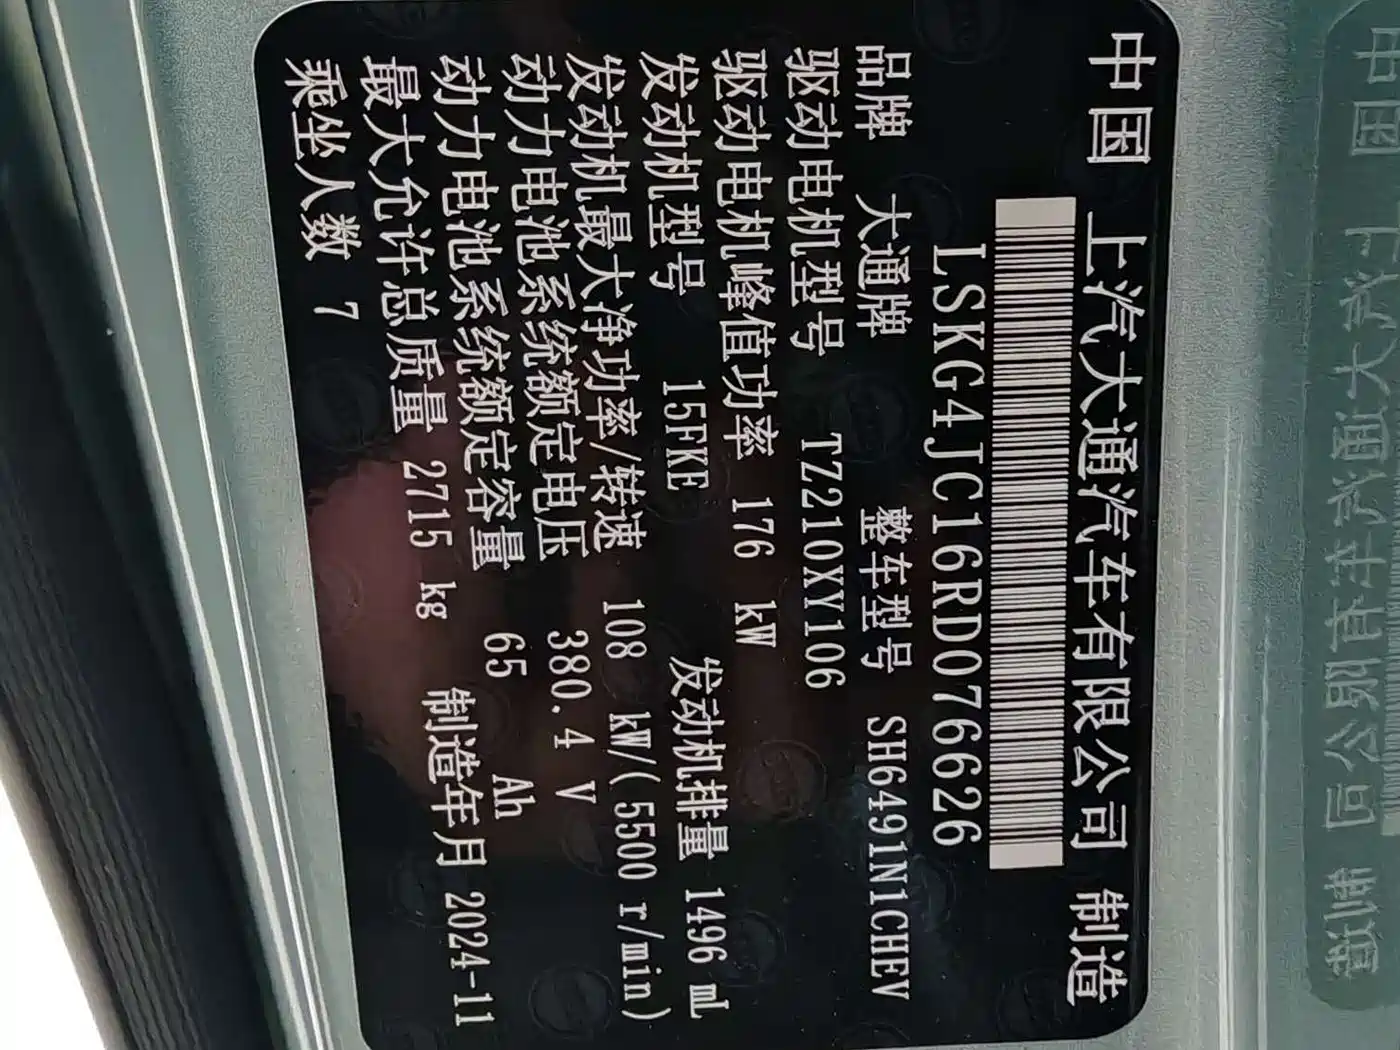 中国 上汽大通汽车有限公司 制造
LSKG4JC16RD076626
品牌 大通牌 整车型号 SH6491N1CHEV
驱动电机型号 TZ210XY106
驱动电机峰值功率 176 kW
发动机型号 15FKE 发动机排量 1496 mL
发动机最大净功率/转速 108 kW/(5500 r/min)
动力电池系统额定电压 380.4 V
动力电池系统额定容量 65 Ah
最大允许总质量 2715 kg 制造年月 2024-11
乘坐人数 7